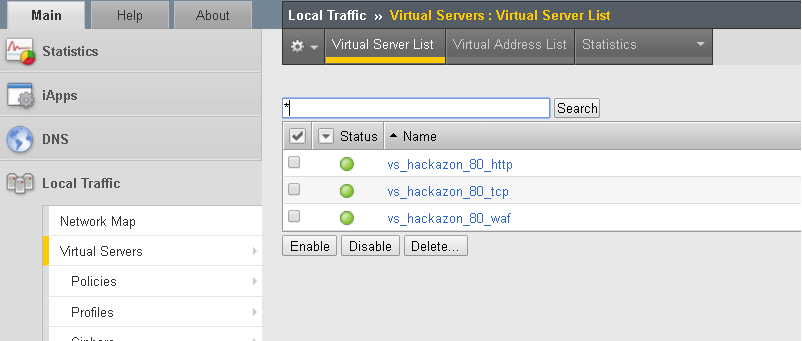 Main Help About
Local Traffic » Virtual Servers : Virtual Server List
Virtual Server List Virtual Address List Statistics
Statistics
iApps
DNS
Local Traffic
Network Map
Virtual Servers
Policies
Profiles
Ciphers
* Search
Status Name
vs_hackazon_80_http
vs_hackazon_80_tcp
vs_hackazon_80_waf
Enable Disable Delete...